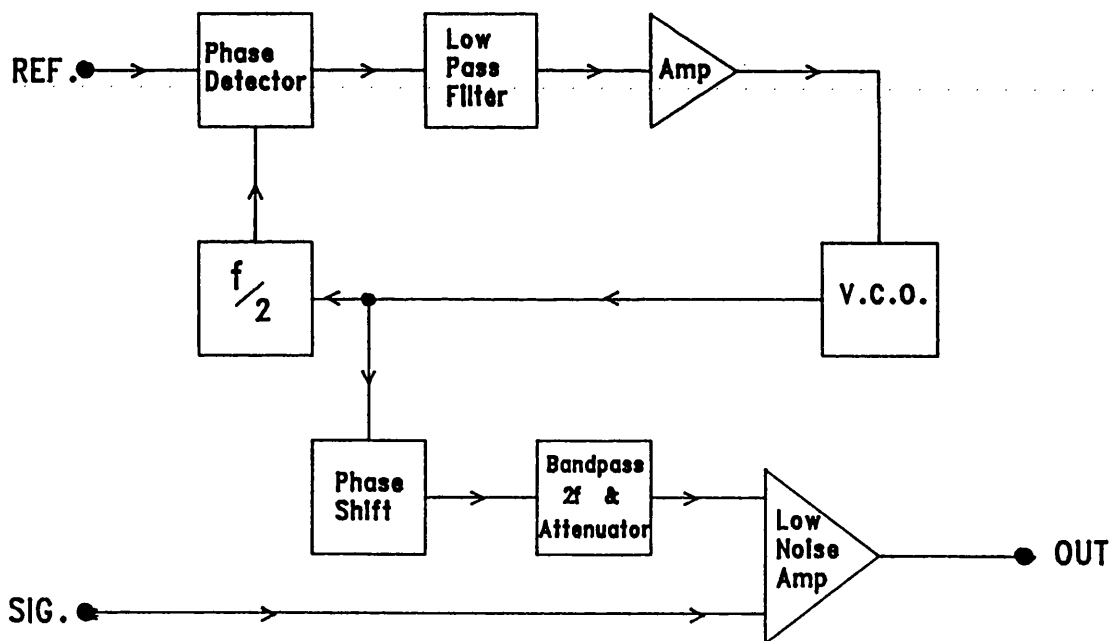 REF.
Phase
Detector
Low
Pass
Filter
Amp
f/2
V.C.O.
Phase
Shift
Bandpass
2f &
Attenuator
Low
Noise
Amp
OUT
SIG.